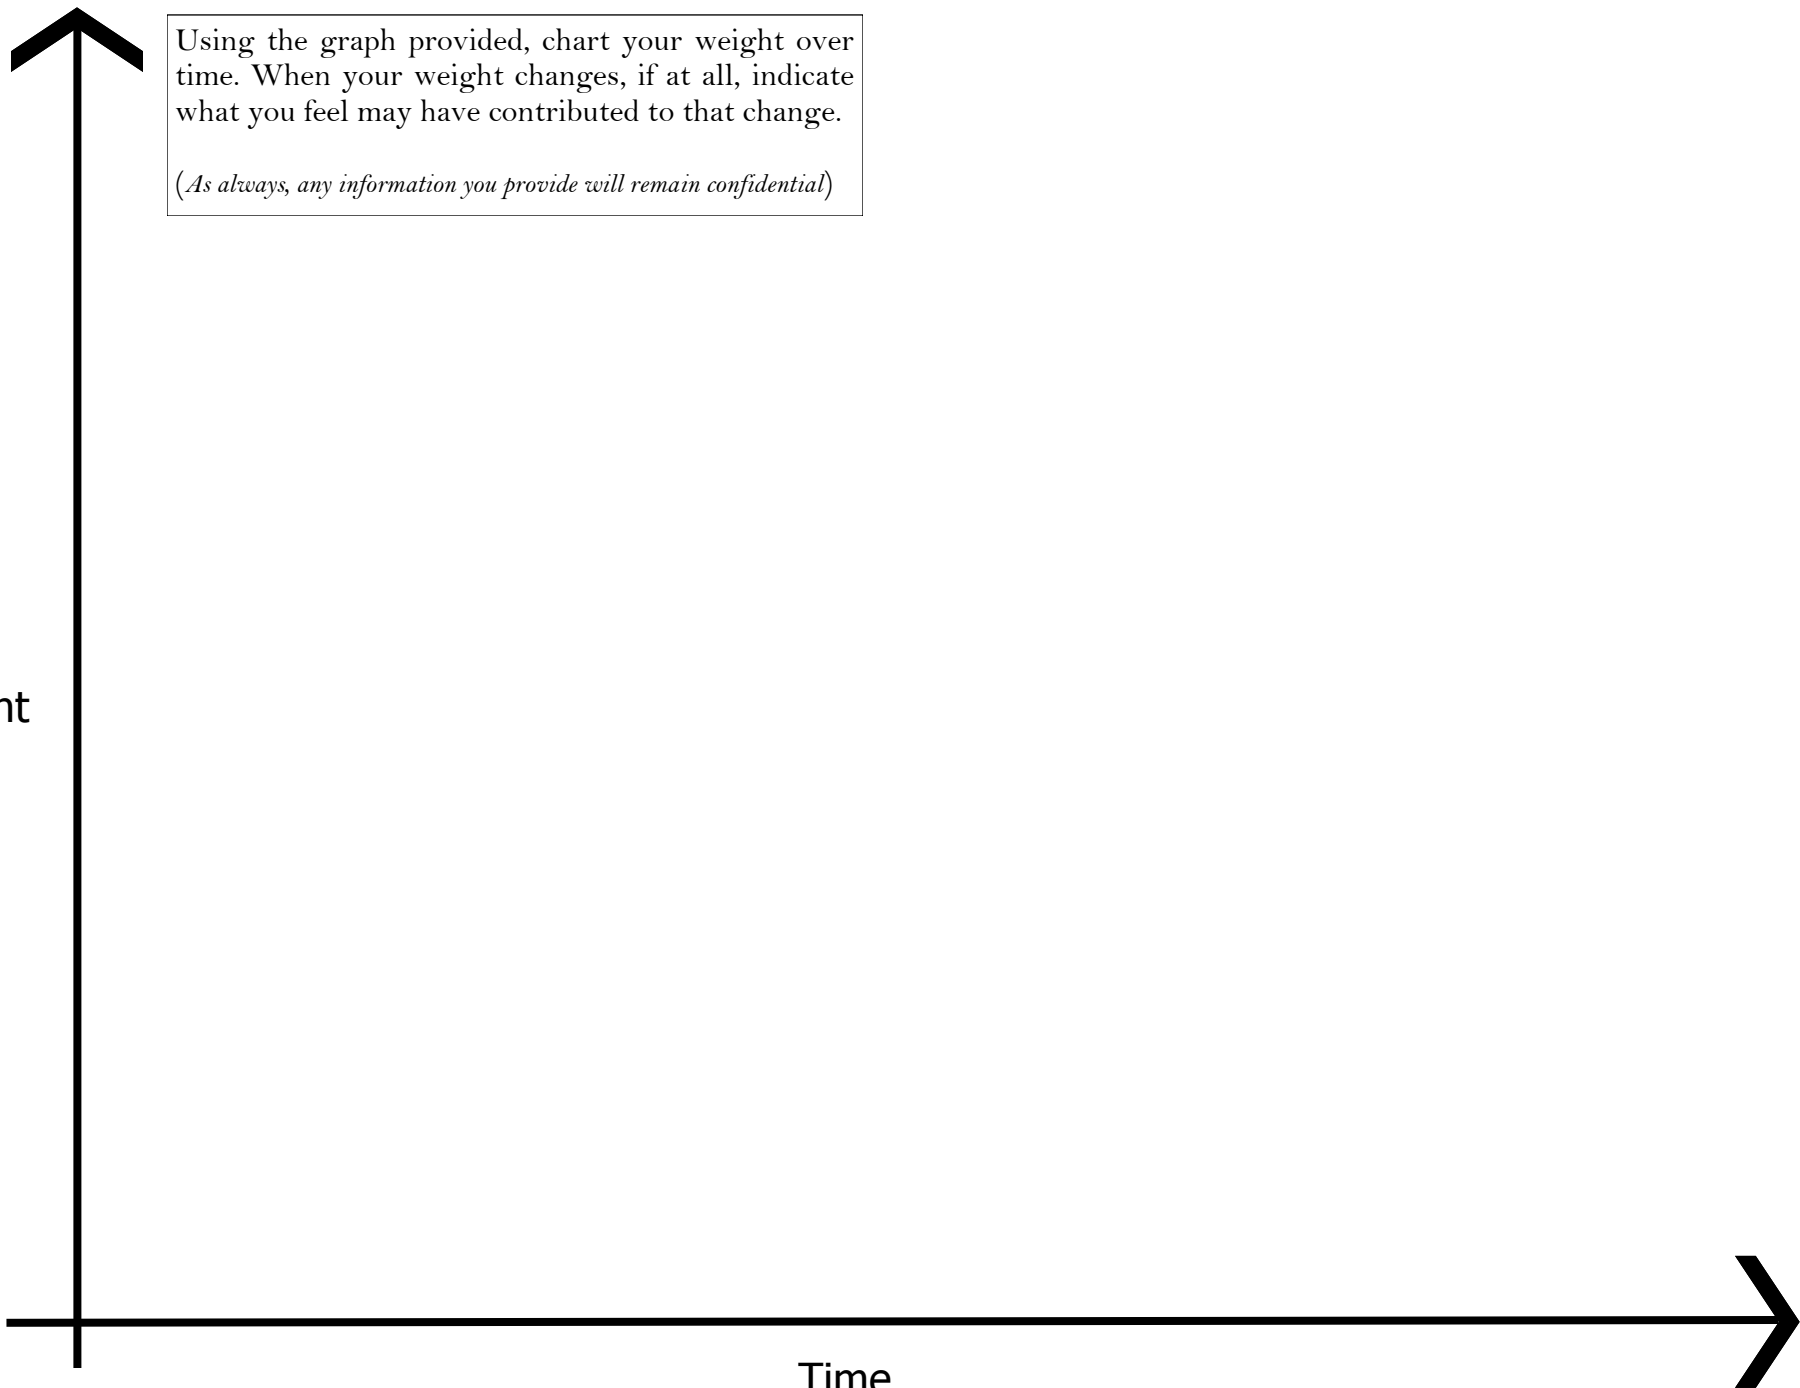 Using the graph provided, chart your weight over
time. When your weight changes, if at all, indicate
what you feel may have contributed to that change.
(As always, any information you provide will remain confidential)
ht
Time